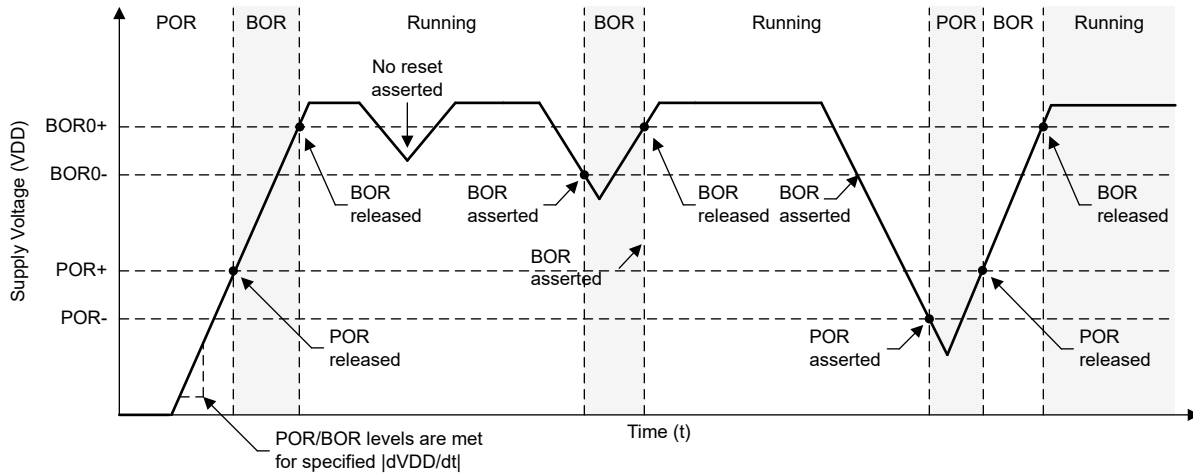 POR
BOR
Running
BOR
Running
POR
BOR
Running
No reset
asserted
Supply Voltage (VDD)
BOR0+
BOR0-
POR+
POR-
BOR
released
BOR
asserted
BOR
released
BOR
asserted
BOR
released
BOR
asserted
POR
released
POR
asserted
POR
released
Time (t)
POR/BOR levels are met
for specified |dVDD/dt|